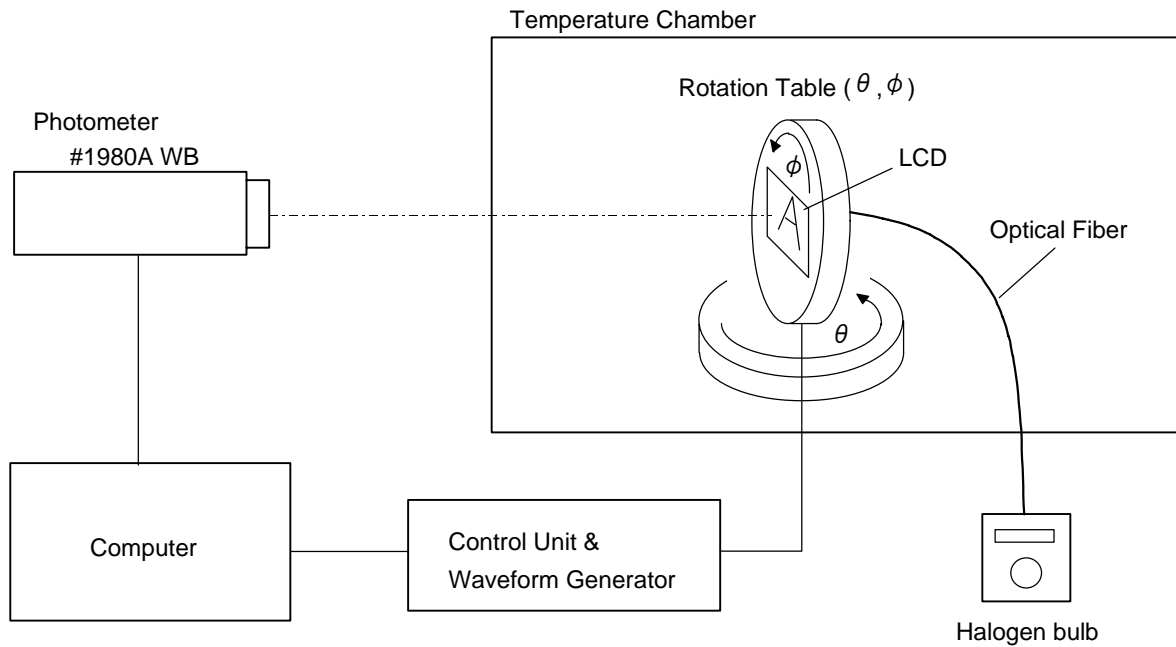 Temperature Chamber
Rotation Table ( θ , ϕ )
Photometer
#1980A WB
ϕ
LCD
A
Optical Fiber
θ
Computer
Control Unit &
Waveform Generator
Halogen bulb